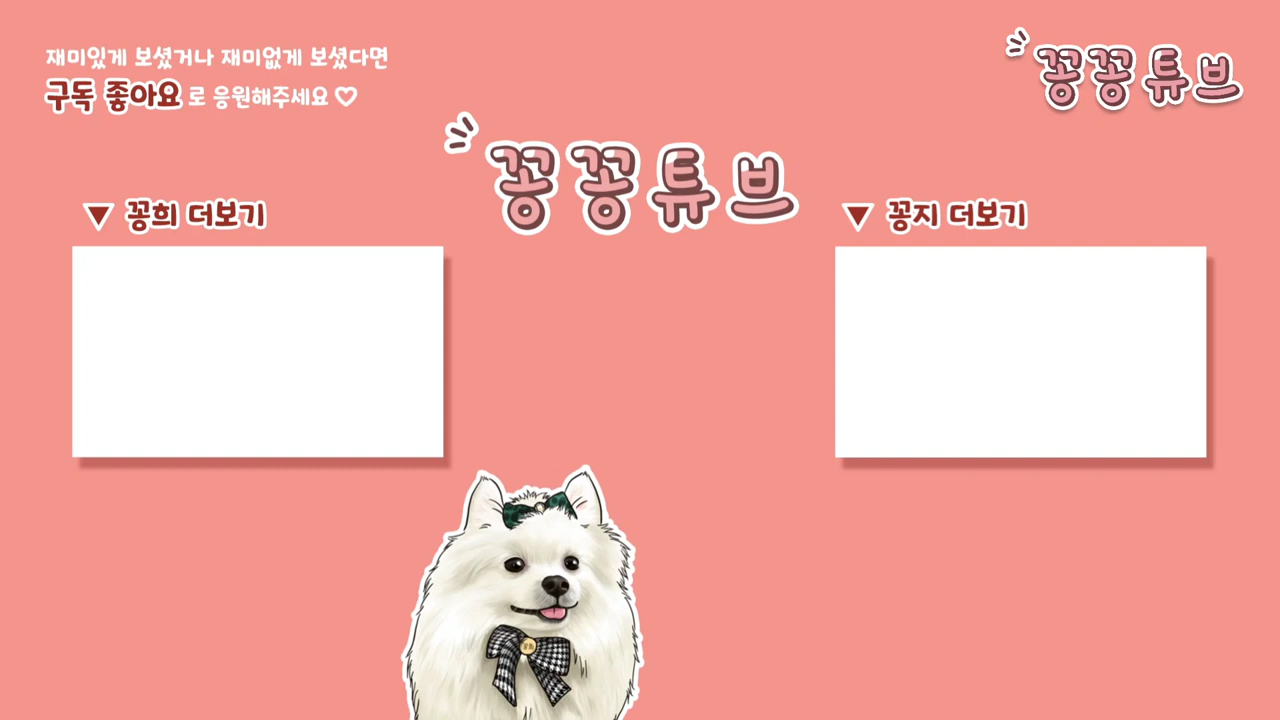 재미있게 보셨거나 재미없게 보셨다면
구독 좋아요 로 응원해주세요 ♡
꽁꽁튜브
꽁꽁튜브
▼ 꽁희 더보기
▼ 꽁지 더보기